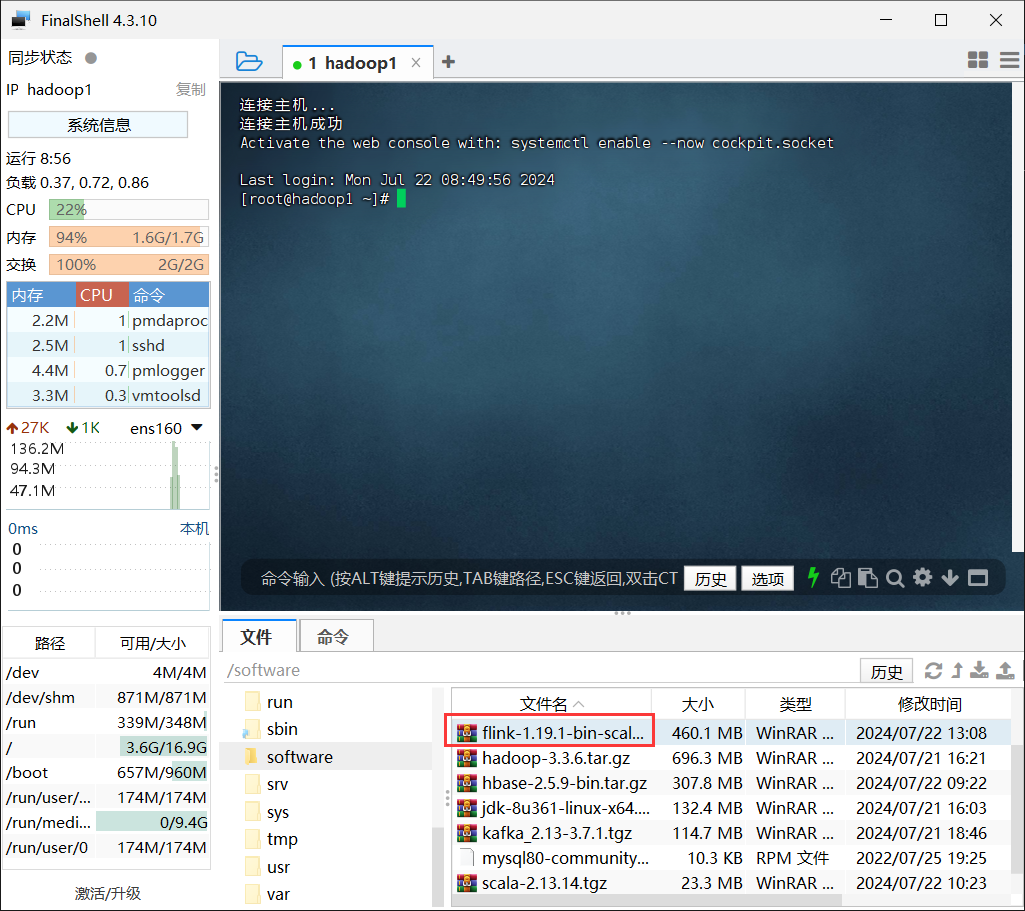 FinalShell 4.3.10
同步状态
IP hadoop1 复制
系统信息
运行 8:56
负载 0.37, 0.72, 0.86
CPU 22%
内存 94% 1.6G/1.7G
交换 100% 2G/2G
内存 CPU 命令
2.2M 1 pmdaproc
2.5M 1 sshd
4.4M 0.7 pmlogger
3.3M 0.3 vmtoolsd
27K 1K ens160
136.2M
94.3M
47.1M
0ms 本机
0
0
0
路径 可用/大小
/dev 4M/4M
/dev/shm 871M/871M
/run 339M/348M
/ 3.6G/16.9G
/boot 657M/960M
/run/user/... 174M/174M
/run/medi... 0/9.4G
/run/user/0 174M/174M
激活/升级
1 hadoop1
连接主机...
连接主机成功
Activate the web console with: systemctl enable --now cockpit.socket
Last login: Mon Jul 22 08:49:56 2024
[root@hadoop1 ~]#
命令输入 (按ALT键提示历史,TAB键路径,ESC键返回,双击CT 历史 选项
文件 命令
/software 历史
run
sbin
software
srv
sys
tmp
usr
var
文件名 大小 类型 修改时间
flink-1.19.1-bin-scal... 460.1 MB WinRAR ... 2024/07/22 13:08
hadoop-3.3.6.tar.gz 696.3 MB WinRAR ... 2024/07/21 16:21
hbase-2.5.9-bin.tar.gz 307.8 MB WinRAR ... 2024/07/22 09:22
jdk-8u361-linux-x64.... 132.4 MB WinRAR ... 2024/07/21 16:03
kafka_2.13-3.7.1.tgz 114.7 MB WinRAR ... 2024/07/21 18:46
mysql80-community... 10.3 KB RPM 文件 2022/07/25 19:25
scala-2.13.14.tgz 23.3 MB WinRAR ... 2024/07/22 10:23